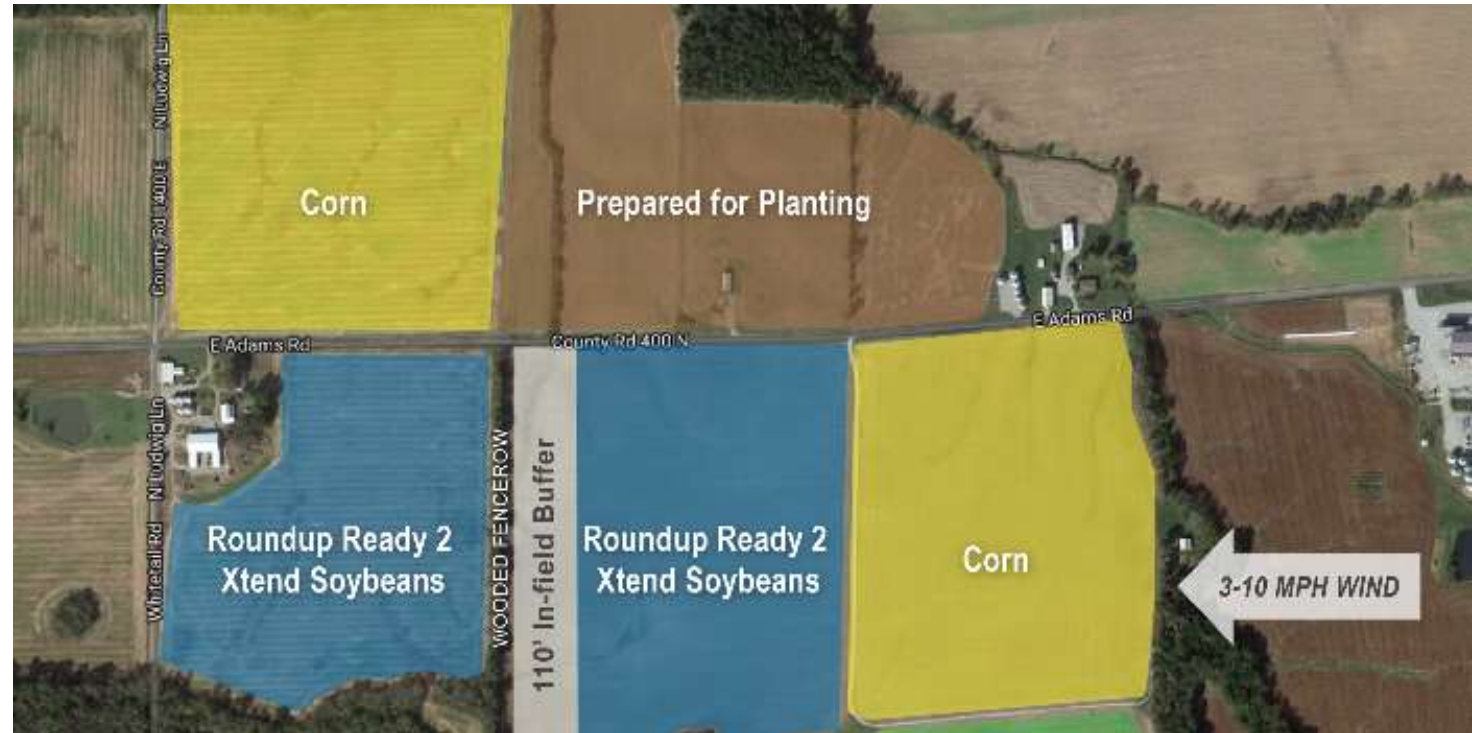 N Ludwig Ln
County Rd 1400 E
Corn
Prepared for Planting
E Adams Rd
County Rd 400 N
E Adams Rd
N Ludwig Ln
Whitetail Rd
Roundup Ready 2
Xtend Soybeans
WOODED FENCEROW
110' In-field Buffer
Roundup Ready 2
Xtend Soybeans
Corn
3-10 MPH WIND